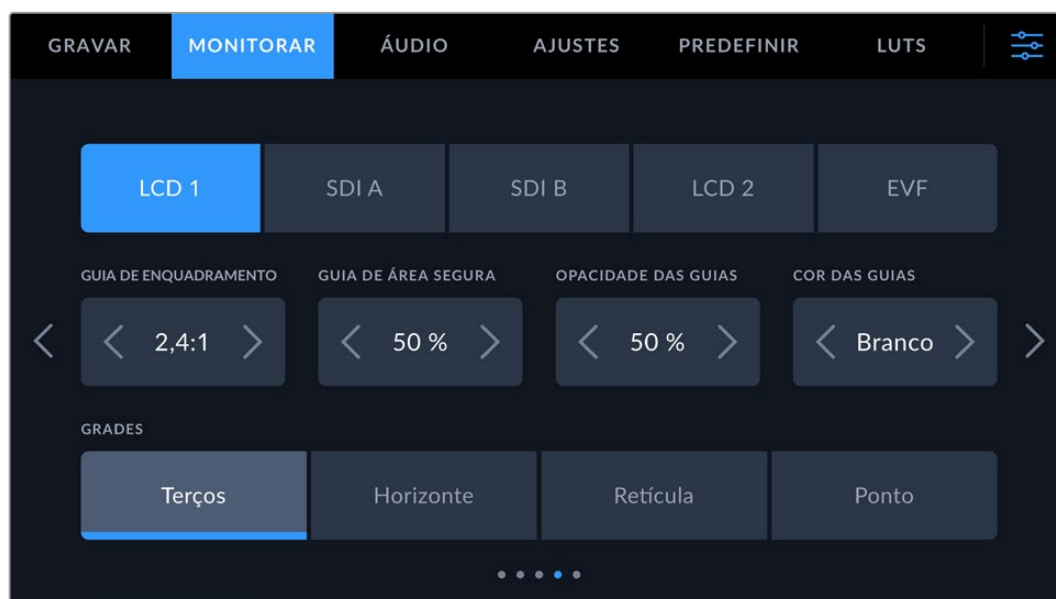 GRAVAR MONITORAR ÁUDIO AJUSTES PREDEFINIR LUTS
LCD 1 SDI A SDI B LCD 2 EVF
GUIA DE ENQUADRAMENTO GUIA DE ÁREA SEGURA OPACIDADE DAS GUIAS COR DAS GUIAS
2,4:1 50 % 50 % Branco
GRADES
Terços Horizonte Retícula Ponto